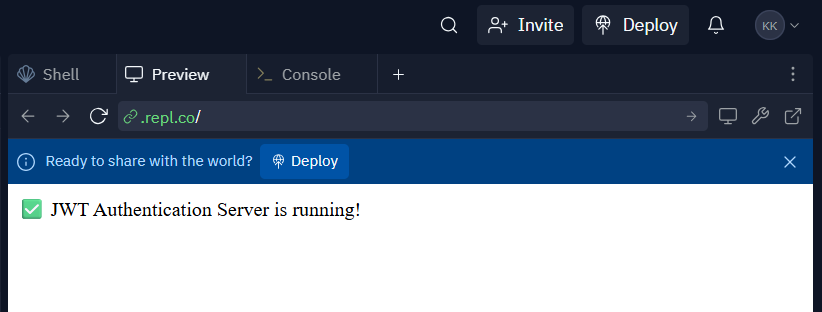 Invite Deploy KK
Shell Preview Console
.repl.co/
Ready to share with the world? Deploy
✅ JWT Authentication Server is running!